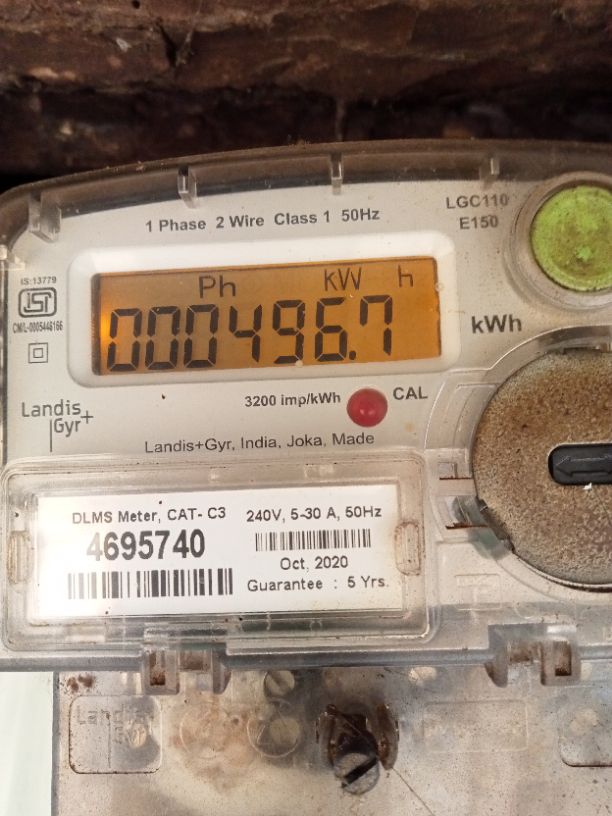 LGC110
E150
1 Phase 2 Wire Class 1 50Hz
IS:13779
ISI
CM/L-0005446166
Ph KW h
000496.7
kWh
3200 imp/kWh
CAL
Landis
Gyr+
Landis+Gyr, India, Joka, Made
DLMS Meter, CAT- C3
240V, 5-30 A, 50Hz
4695740
Oct, 2020
Guarantee : 5 Yrs.
Landis